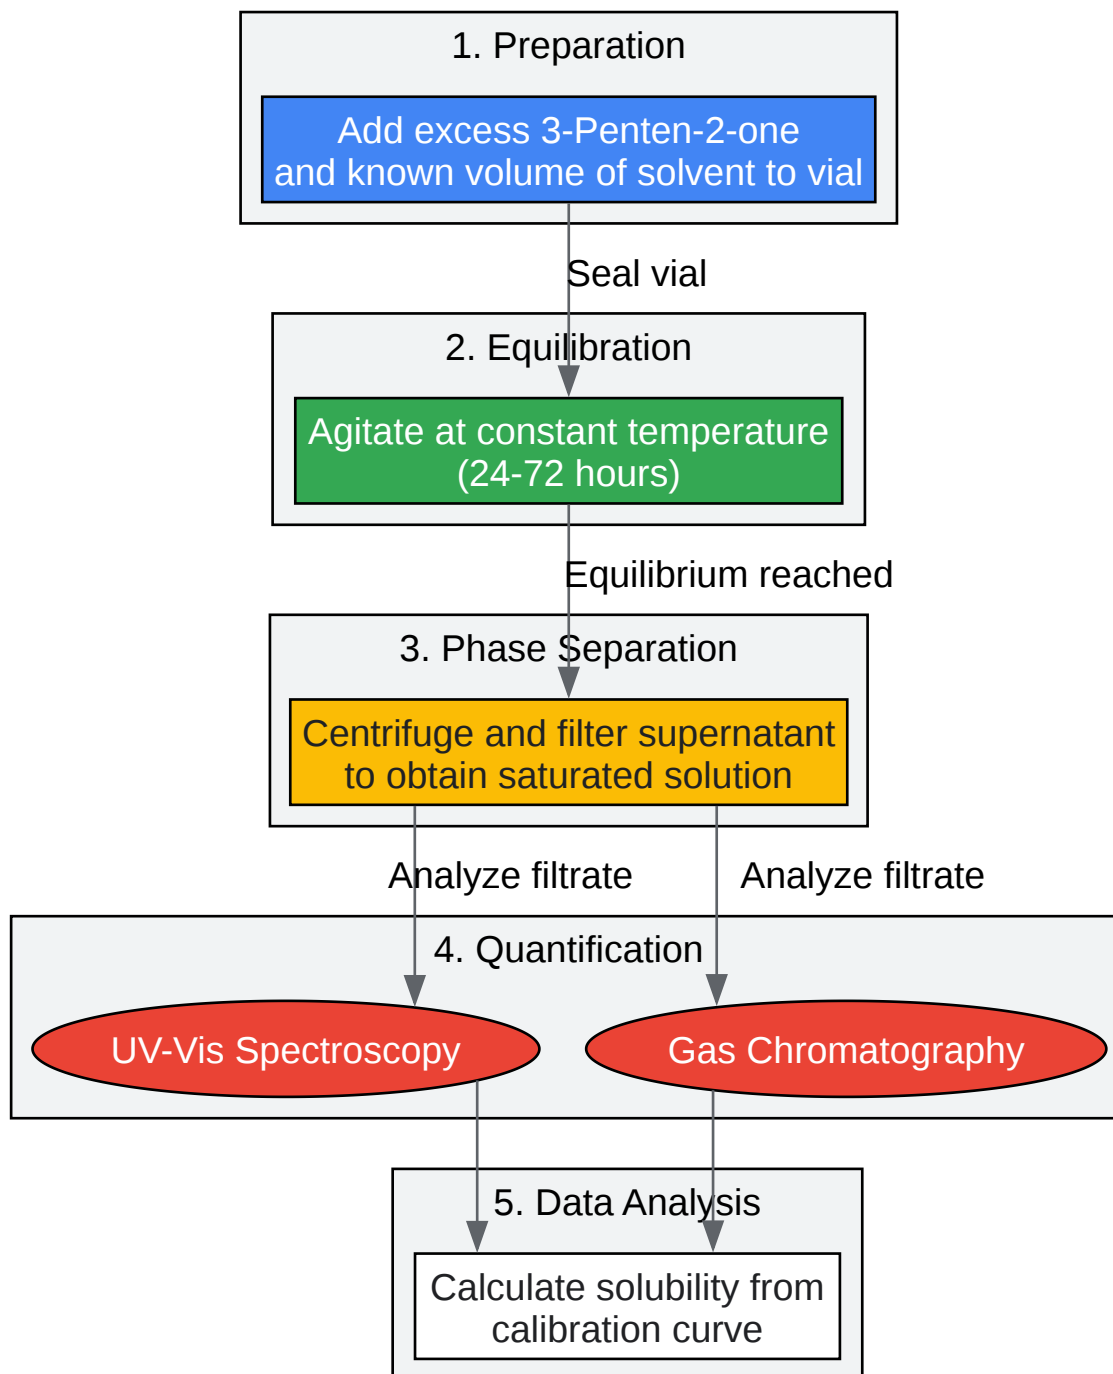 1. Preparation
Add excess 3-Penten-2-one
and known volume of solvent to vial
Seal vial
2. Equilibration
Agitate at constant temperature
(24-72 hours)
Equilibrium reached
3. Phase Separation
Centrifuge and filter supernatant
to obtain saturated solution
Analyze filtrate
Analyze filtrate
4. Quantification
UV-Vis Spectroscopy
Gas Chromatography
5. Data Analysis
Calculate solubility from
calibration curve